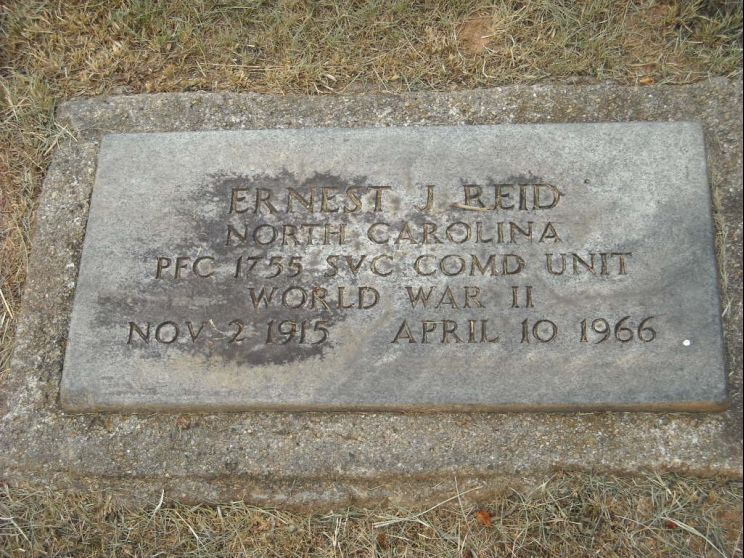 ERNEST J REID
NORTH CAROLINA
PFC 1755 SVC COMD UNIT
WORLD WAR II
NOV 2 1915 APRIL 10 1966